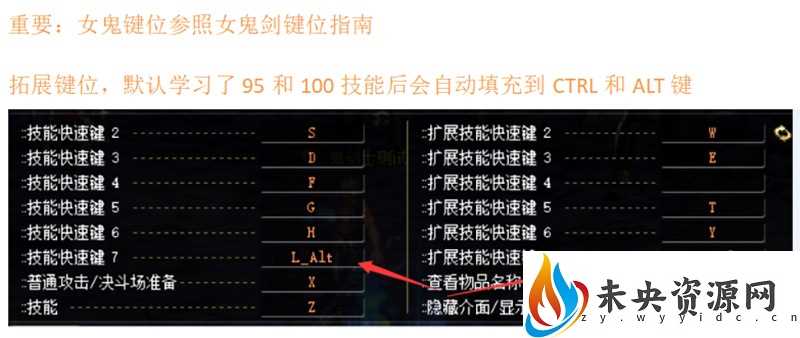 重要：女鬼键位参照女鬼剑键位指南
拓展键位，默认学习了 95 和 100 技能后会自动填充到 CTRL 和 ALT 键
::技能快速键 2 S ::扩展技能快速键 2 W
::技能快速键 3 D ::扩展技能快速键 3 E
::技能快速键 4 F ::扩展技能快速键 4
::技能快速键 5 G ::扩展技能快速键 5 T
::技能快速键 6 H ::扩展技能快速键 6 Y
::技能快速键 7 L_Alt ::扩展技能快速
::普通攻击/决斗场准备 X ::查看物品名称
::技能 Z ::隐藏介面/显示
未央资源网
zy.wyyidc.cn